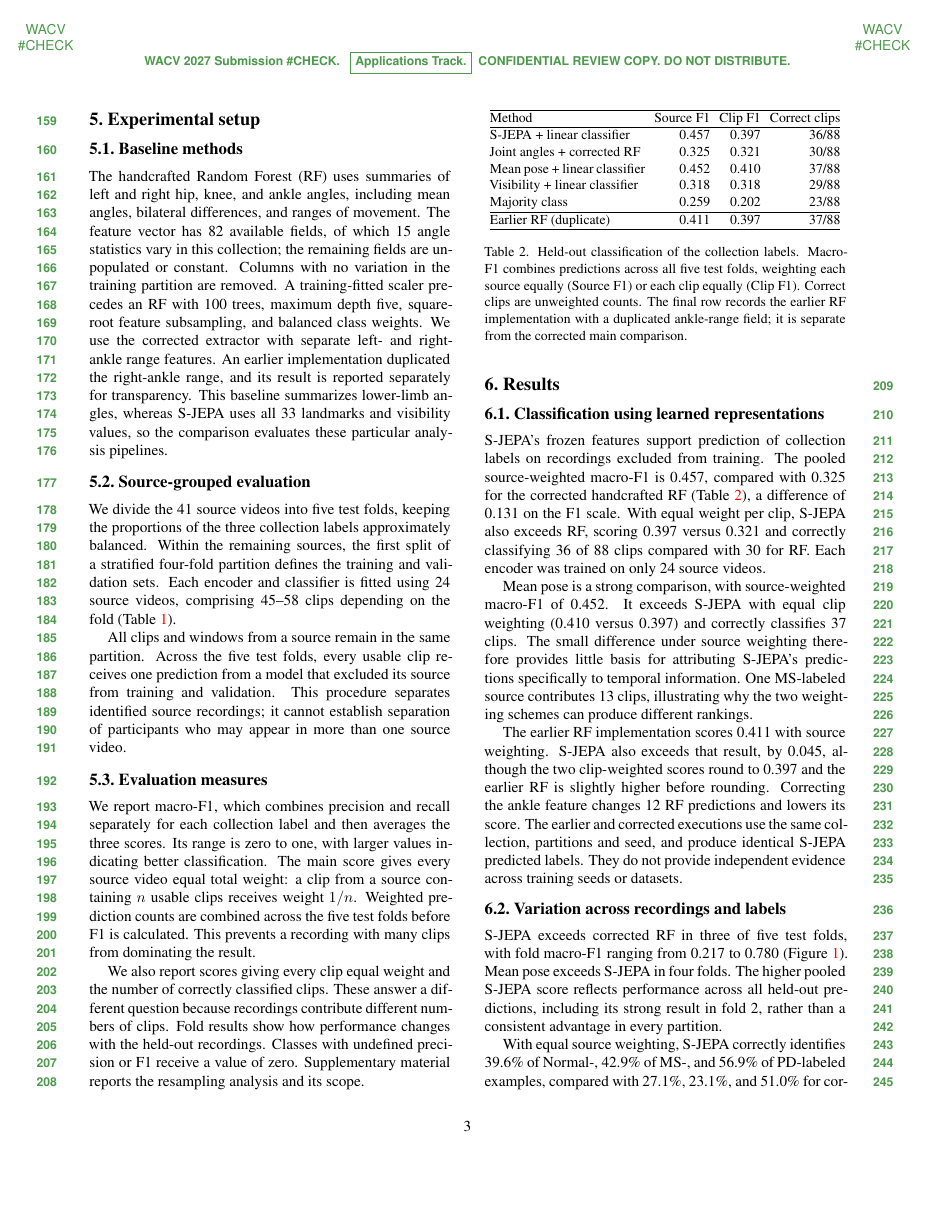 WACV
#CHECK
WACV
#CHECK
WACV 2027 Submission #CHECK. Applications Track. CONFIDENTIAL REVIEW COPY. DO NOT DISTRIBUTE.
159 5. Experimental setup
160 5.1. Baseline methods
161 The handcrafted Random Forest (RF) uses summaries of
162 left and right hip, knee, and ankle angles, including mean
163 angles, bilateral differences, and ranges of movement. The
164 feature vector has 82 available fields, of which 15 angle
165 statistics vary in this collection; the remaining fields are un-
166 populated or constant. Columns with no variation in the
167 training partition are removed. A training-fitted scaler pre-
168 cedes an RF with 100 trees, maximum depth five, square-
169 root feature subsampling, and balanced class weights. We
170 use the corrected extractor with separate left- and right-
171 ankle range features. An earlier implementation duplicated
172 the right-ankle range, and its result is reported separately
173 for transparency. This baseline summarizes lower-limb an-
174 gles, whereas S-JEPA uses all 33 landmarks and visibility
175 values, so the comparison evaluates these particular analy-
176 sis pipelines.
177 5.2. Source-grouped evaluation
178 We divide the 41 source videos into five test folds, keeping
179 the proportions of the three collection labels approximately
180 balanced. Within the remaining sources, the first split of
181 a stratified four-fold partition defines the training and vali-
182 dation sets. Each encoder and classifier is fitted using 24
183 source videos, comprising 45–58 clips depending on the
184 fold (Table 1).
185 All clips and windows from a source remain in the same
186 partition. Across the five test folds, every usable clip re-
187 ceives one prediction from a model that excluded its source
188 from training and validation. This procedure separates
189 identified source recordings; it cannot establish separation
190 of participants who may appear in more than one source
191 video.
192 5.3. Evaluation measures
193 We report macro-F1, which combines precision and recall
194 separately for each collection label and then averages the
195 three scores. Its range is zero to one, with larger values in-
196 dicating better classification. The main score gives every
197 source video equal total weight: a clip from a source con-
198 taining n usable clips receives weight 1/n. Weighted pre-
199 diction counts are combined across the five test folds before
200 F1 is calculated. This prevents a recording with many clips
201 from dominating the result.
202 We also report scores giving every clip equal weight and
203 the number of correctly classified clips. These answer a dif-
204 ferent question because recordings contribute different num-
205 bers of clips. Fold results show how performance changes
206 with the held-out recordings. Classes with undefined preci-
207 sion or F1 receive a value of zero. Supplementary material
208 reports the resampling analysis and its scope.
Method Source F1 Clip F1 Correct clips
S-JEPA + linear classifier 0.457 0.397 36/88
Joint angles + corrected RF 0.325 0.321 30/88
Mean pose + linear classifier 0.452 0.410 37/88
Visibility + linear classifier 0.318 0.318 29/88
Majority class 0.259 0.202 23/88
Earlier RF (duplicate) 0.411 0.397 37/88
Table 2. Held-out classification of the collection labels. Macro-
F1 combines predictions across all five test folds, weighting each
source equally (Source F1) or each clip equally (Clip F1). Correct
clips are unweighted counts. The final row records the earlier RF
implementation with a duplicated ankle-range field; it is separate
from the corrected main comparison.
6. Results 209
6.1. Classification using learned representations 210
S-JEPA's frozen features support prediction of collection 211
labels on recordings excluded from training. The pooled 212
source-weighted macro-F1 is 0.457, compared with 0.325 213
for the corrected handcrafted RF (Table 2), a difference of 214
0.131 on the F1 scale. With equal weight per clip, S-JEPA 215
also exceeds RF, scoring 0.397 versus 0.321 and correctly 216
classifying 36 of 88 clips compared with 30 for RF. Each 217
encoder was trained on only 24 source videos. 218
Mean pose is a strong comparison, with source-weighted 219
macro-F1 of 0.452. It exceeds S-JEPA with equal clip 220
weighting (0.410 versus 0.397) and correctly classifies 37 221
clips. The small difference under source weighting there- 222
fore provides little basis for attributing S-JEPA's predic- 223
tions specifically to temporal information. One MS-labeled 224
source contributes 13 clips, illustrating why the two weight- 225
ing schemes can produce different rankings. 226
The earlier RF implementation scores 0.411 with source 227
weighting. S-JEPA also exceeds that result, by 0.045, al- 228
though the two clip-weighted scores round to 0.397 and the 229
earlier RF is slightly higher before rounding. Correcting 230
the ankle feature changes 12 RF predictions and lowers its 231
score. The earlier and corrected executions use the same col- 232
lection, partitions and seed, and produce identical S-JEPA 233
predicted labels. They do not provide independent evidence 234
across training seeds or datasets. 235
6.2. Variation across recordings and labels 236
S-JEPA exceeds corrected RF in three of five test folds, 237
with fold macro-F1 ranging from 0.217 to 0.780 (Figure 1). 238
Mean pose exceeds S-JEPA in four folds. The higher pooled 239
S-JEPA score reflects performance across all held-out pre- 240
dictions, including its strong result in fold 2, rather than a 241
consistent advantage in every partition. 242
With equal source weighting, S-JEPA correctly identifies 243
39.6% of Normal-, 42.9% of MS-, and 56.9% of PD-labeled 244
examples, compared with 27.1%, 23.1%, and 51.0% for cor- 245
3